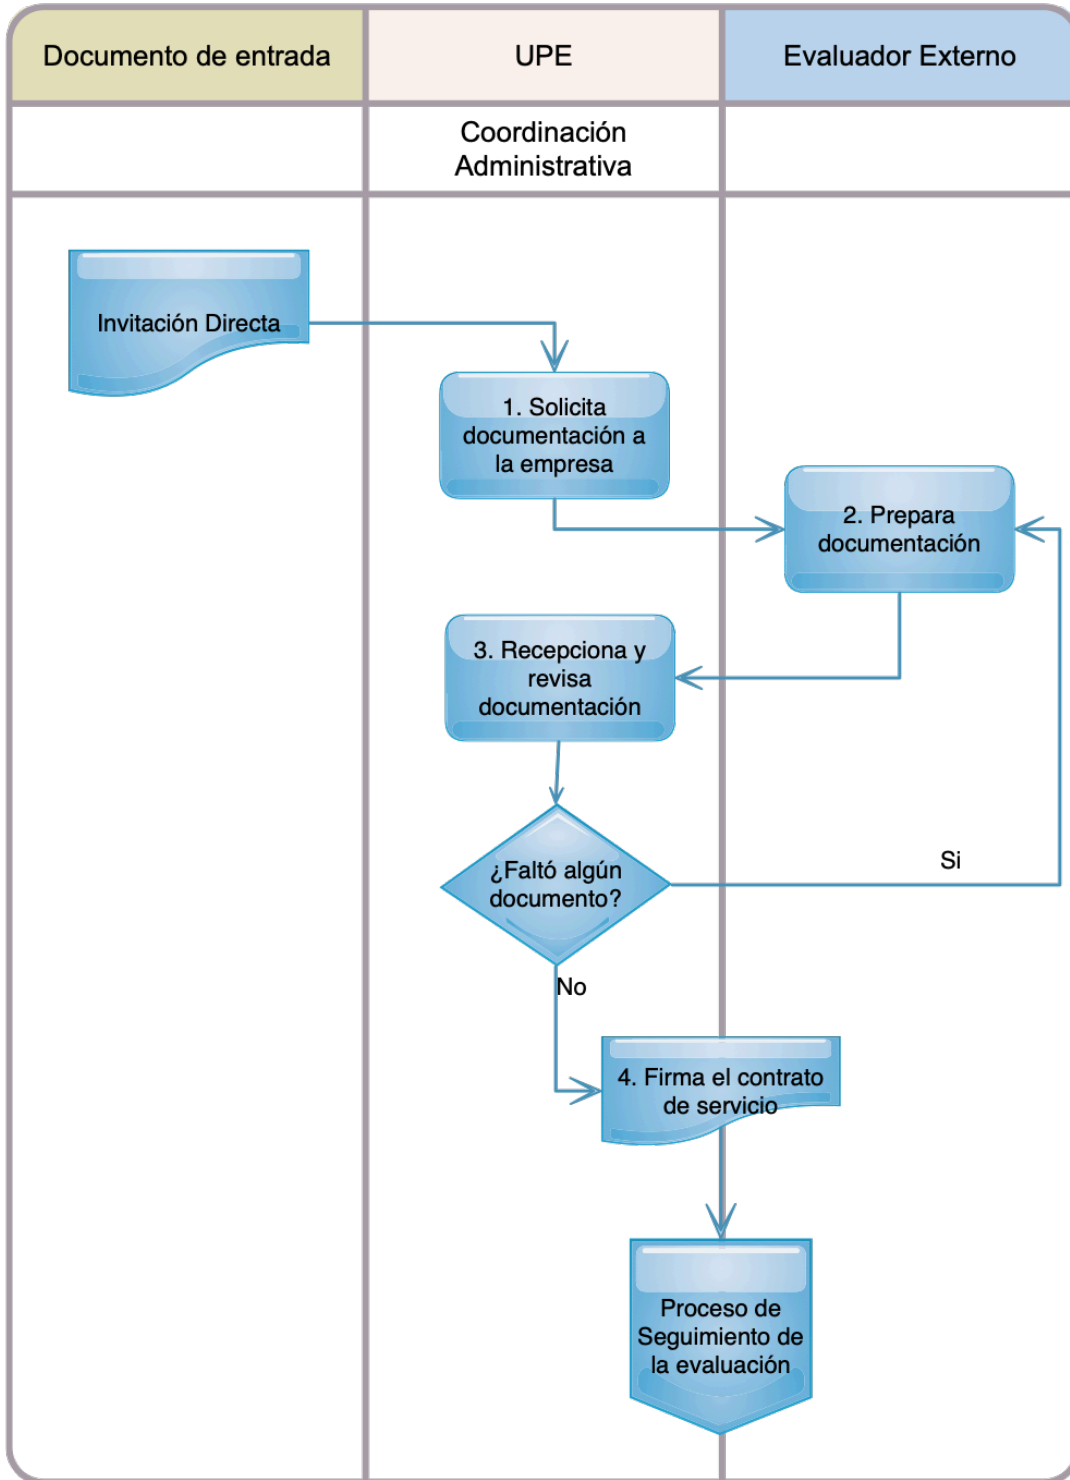 Documento de entrada
UPE
Evaluador Externo
Coordinación
Administrativa
Invitación Directa
1. Solicita
documentación a
la empresa
2. Prepara
documentación
3. Recepciona y
revisa
documentación
¿Faltó algún
documento?
Si
No
4. Firma el contrato
de servicio
Proceso de
Seguimiento de
la evaluación